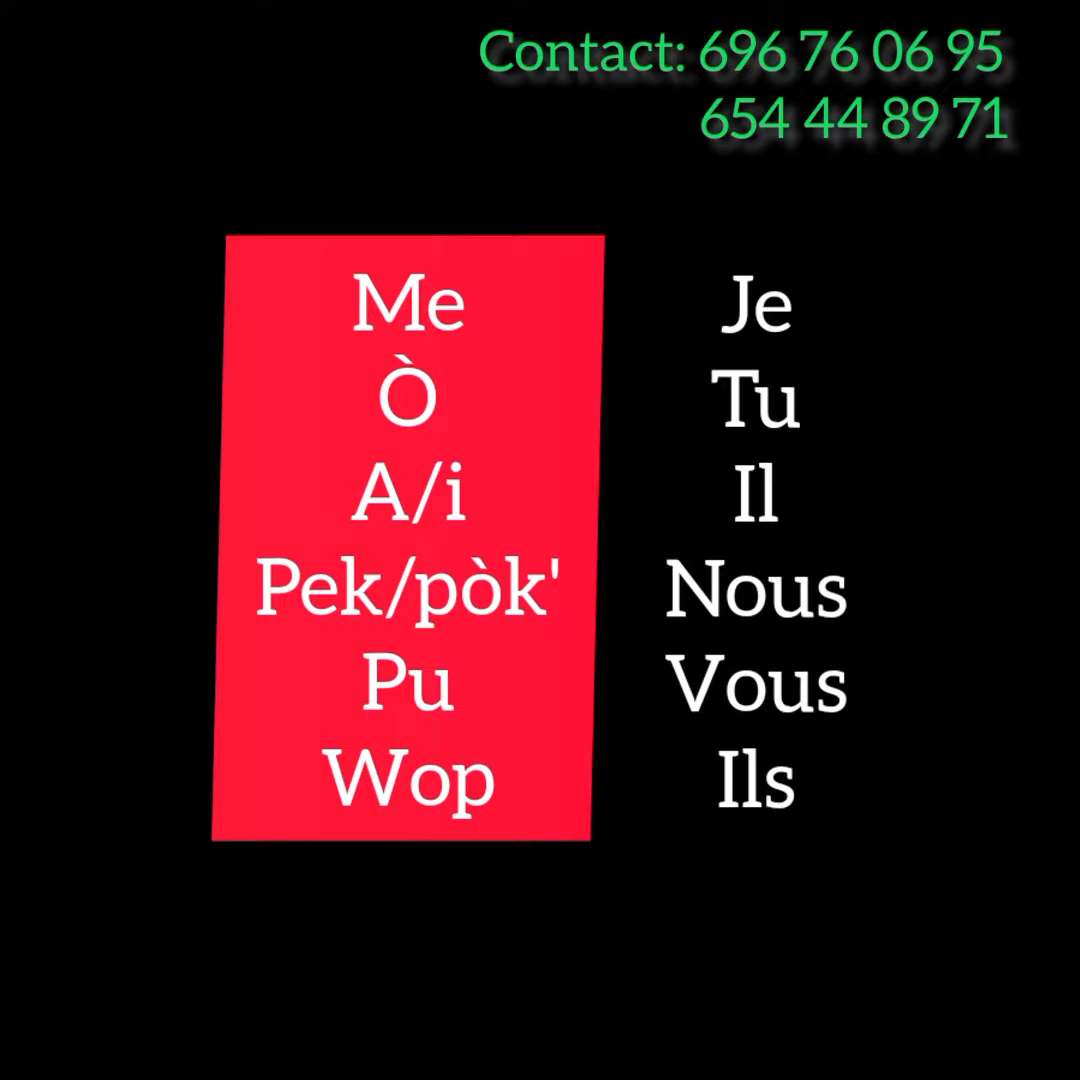 Contact: 696 76 06 95
654 44 89 71
Me Je
Ò Tu
A/i Il
Pek/pòk' Nous
Pu Vous
Wop Ils